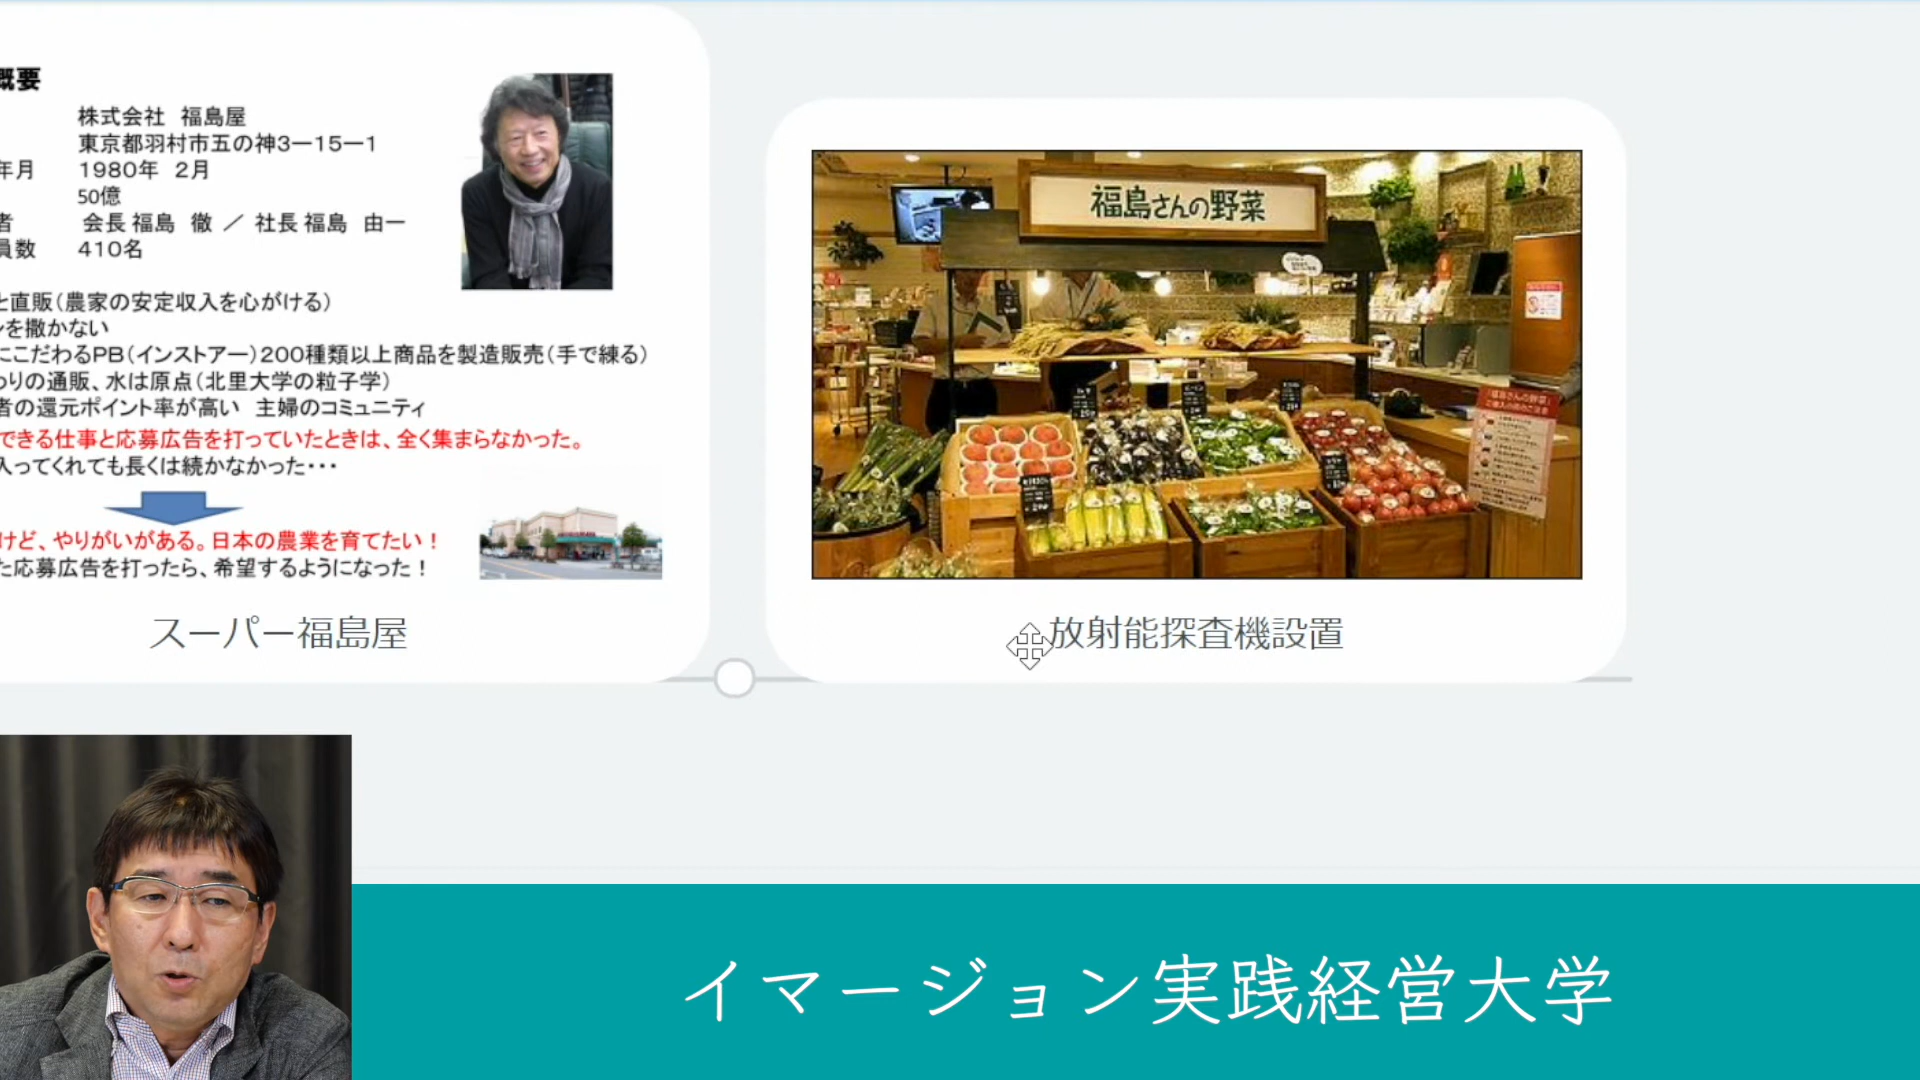 概要
株式会社 福島屋
東京都羽村市五の神3ー15ー1
年月 1980年 2月
50億
者 会長 福島 徹 ／ 社長 福島 由一
員数 410名
と直販（農家の安定収入を心がける）
を撒かない
にこだわるPB（インストアー）200種類以上商品を製造販売（手で練る）
わりの通販、水は原点（北里大学の粒子学）
者の還元ポイント率が高い 主婦のコミュニティ
できる仕事と応募広告を打っていたときは、全く集まらなかった。
入ってくれても長くは続かなかった・・・
けど、やりがいがある。日本の農業を育てたい！
た応募広告を打ったら、希望するようになった！
スーパー福島屋
福島さんの野菜
放射能探査機設置
イマージョン実践経営大学